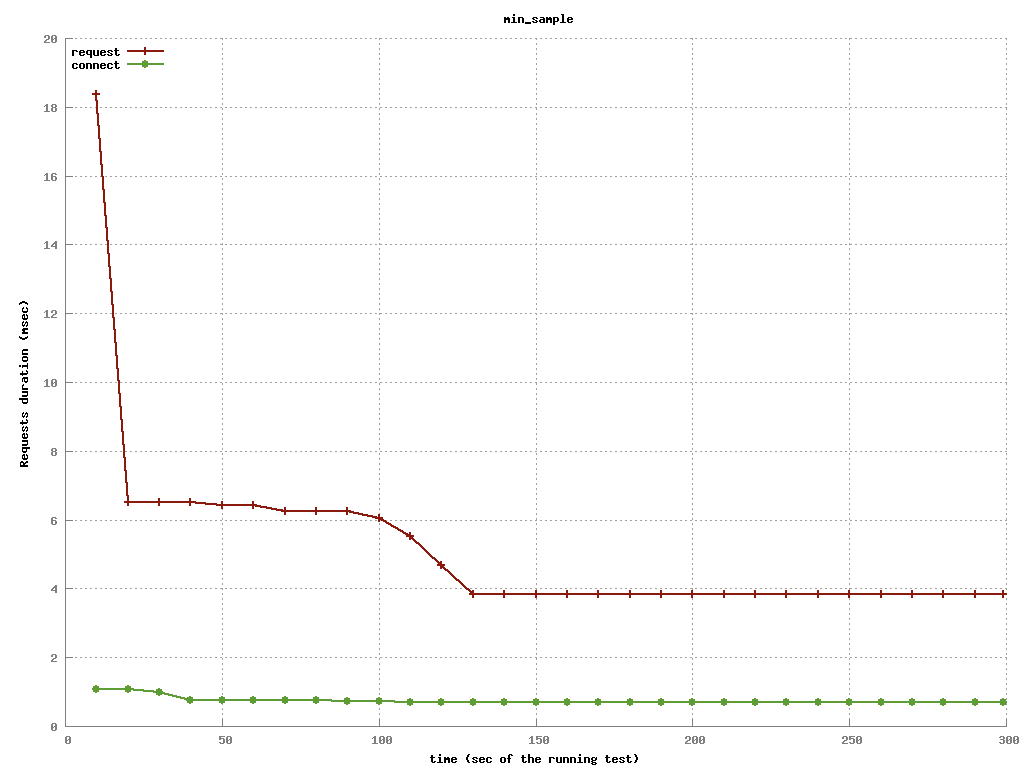 min_sample
20
request
connect
18
16
14
12
10
8
6
4
2
0
Requests duration (msec)
0 50 100 150 200 250 300
time (sec of the running test)